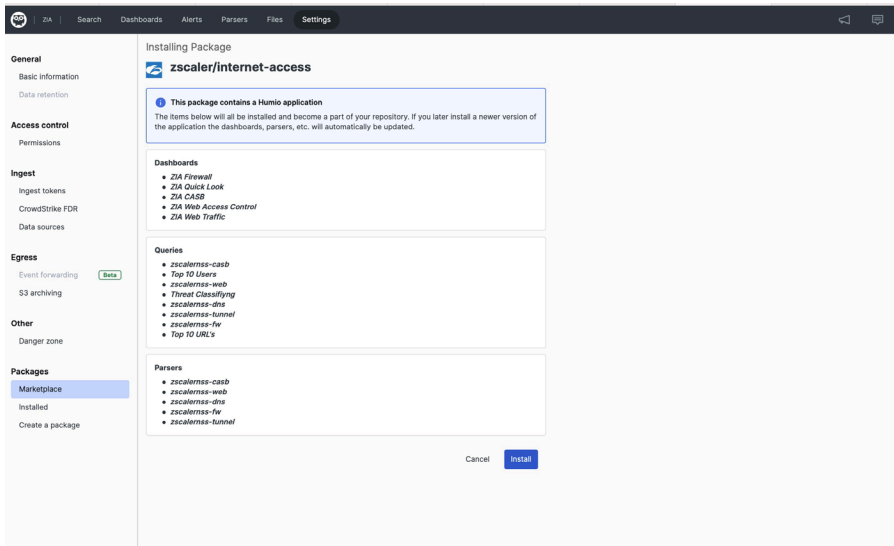 ZIA
Search
Dashboards
Alerts
Parsers
Files
Settings
General
Basic information
Data retention
Access control
Permissions
Ingest
Ingest tokens
CrowdStrike FDR
Data sources
Egress
Event forwarding Beta
S3 archiving
Other
Danger zone
Packages
Marketplace
Installed
Create a package
Installing Package
zscaler/internet-access
This package contains a Humio application
The items below will all be installed and become a part of your repository. If you later install a newer version of
the application the dashboards, parsers, etc. will automatically be updated.
Dashboards
ZIA Firewall
ZIA Quick Look
ZIA CASB
ZIA Web Access Control
ZIA Web Traffic
Queries
zscalernss-casb
Top 10 Users
zscalernss-web
Threat Classifiyng
zscalernss-dns
zscalernss-tunnel
zscalernss-fw
Top 10 URL's
Parsers
zscalernss-casb
zscalernss-web
zscalernss-dns
zscalernss-fw
zscalernss-tunnel
Cancel
Install